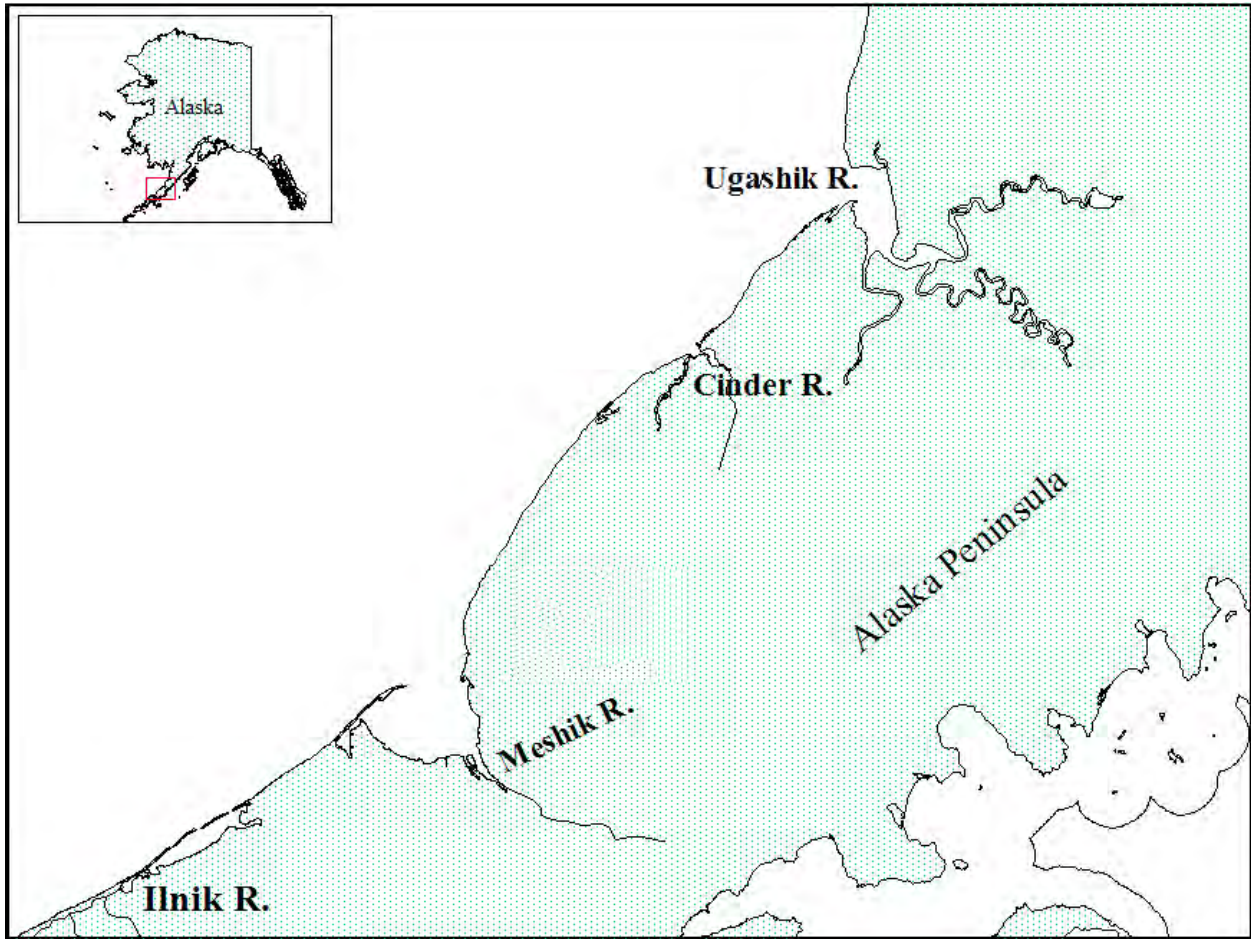 Alaska
Ugashik R.
Cinder R.
Alaska Peninsula
Meshik R.
Ilnik R.